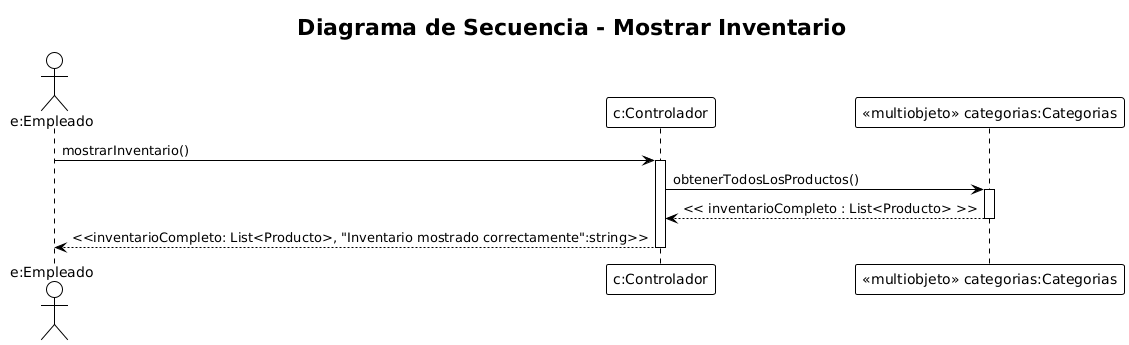 Diagrama de Secuencia - Mostrar Inventario
e:Empleado
c:Controlador
«multiobjeto» categorias:Categorias
mostrarInventario()
obtenerTodosLosProductos()
<< inventarioCompleto : List<Producto> >>
<<inventarioCompleto: List<Producto>, "Inventario mostrado correctamente":string>>
e:Empleado
c:Controlador
«multiobjeto» categorias:Categorias